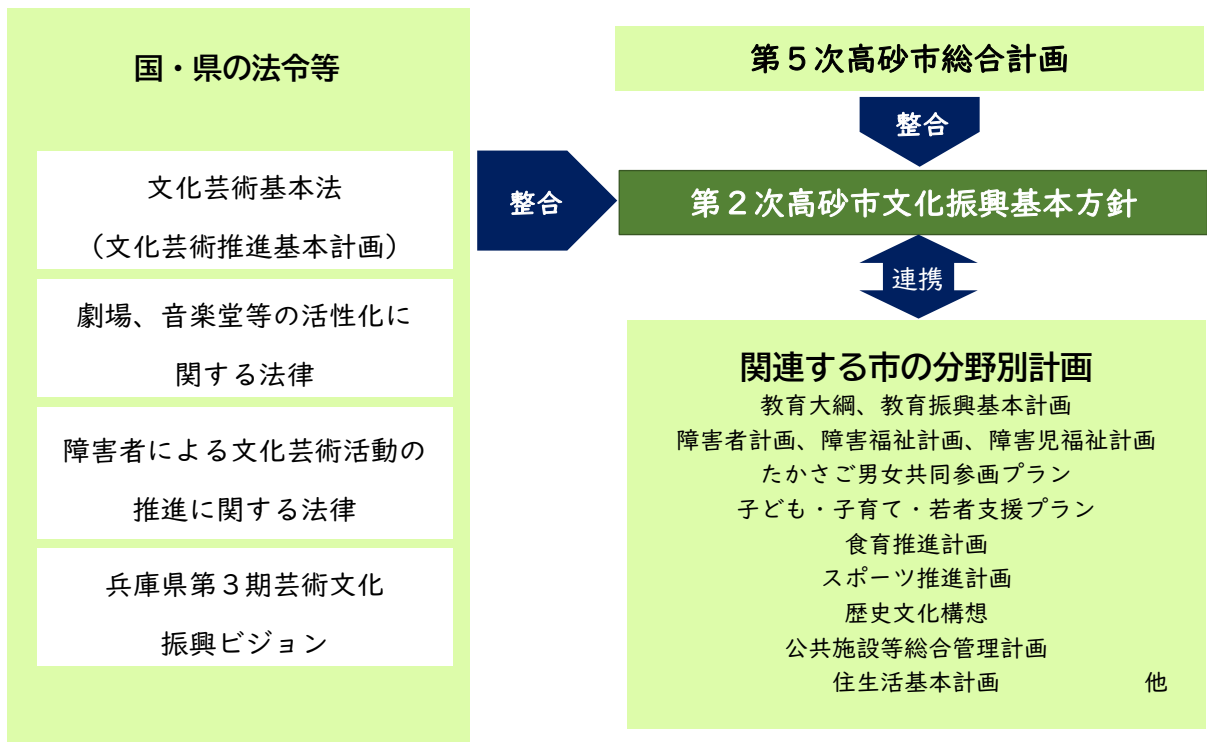 国・県の法令等
文化芸術基本法
（文化芸術推進基本計画）
劇場、音楽堂等の活性化に
関する法律
障害者による文化芸術活動の
推進に関する法律
兵庫県第３期芸術文化
振興ビジョン
整合
第５次高砂市総合計画
整合
第２次高砂市文化振興基本方針
連携
関連する市の分野別計画
教育大綱、教育振興基本計画
障害者計画、障害福祉計画、障害児福祉計画
たかさご男女共同参画プラン
子ども・子育て・若者支援プラン
食育推進計画
スポーツ推進計画
歴史文化構想
公共施設等総合管理計画
住生活基本計画　　　　　　他